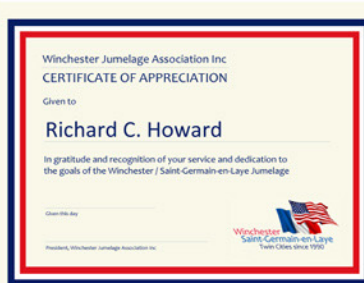 Winchester Jumelage Association Inc
CERTIFICATE OF APPRECIATION
Given to
Richard C. Howard
In gratitude and recognition of your service and dedication to
the goals of the Winchester / Saint-Germain-en-Laye Jumelage
Given this day
President, Winchester Jumelage Association Inc
Winchester
Saint-Germain-en-Laye
Twin Cities since 1990